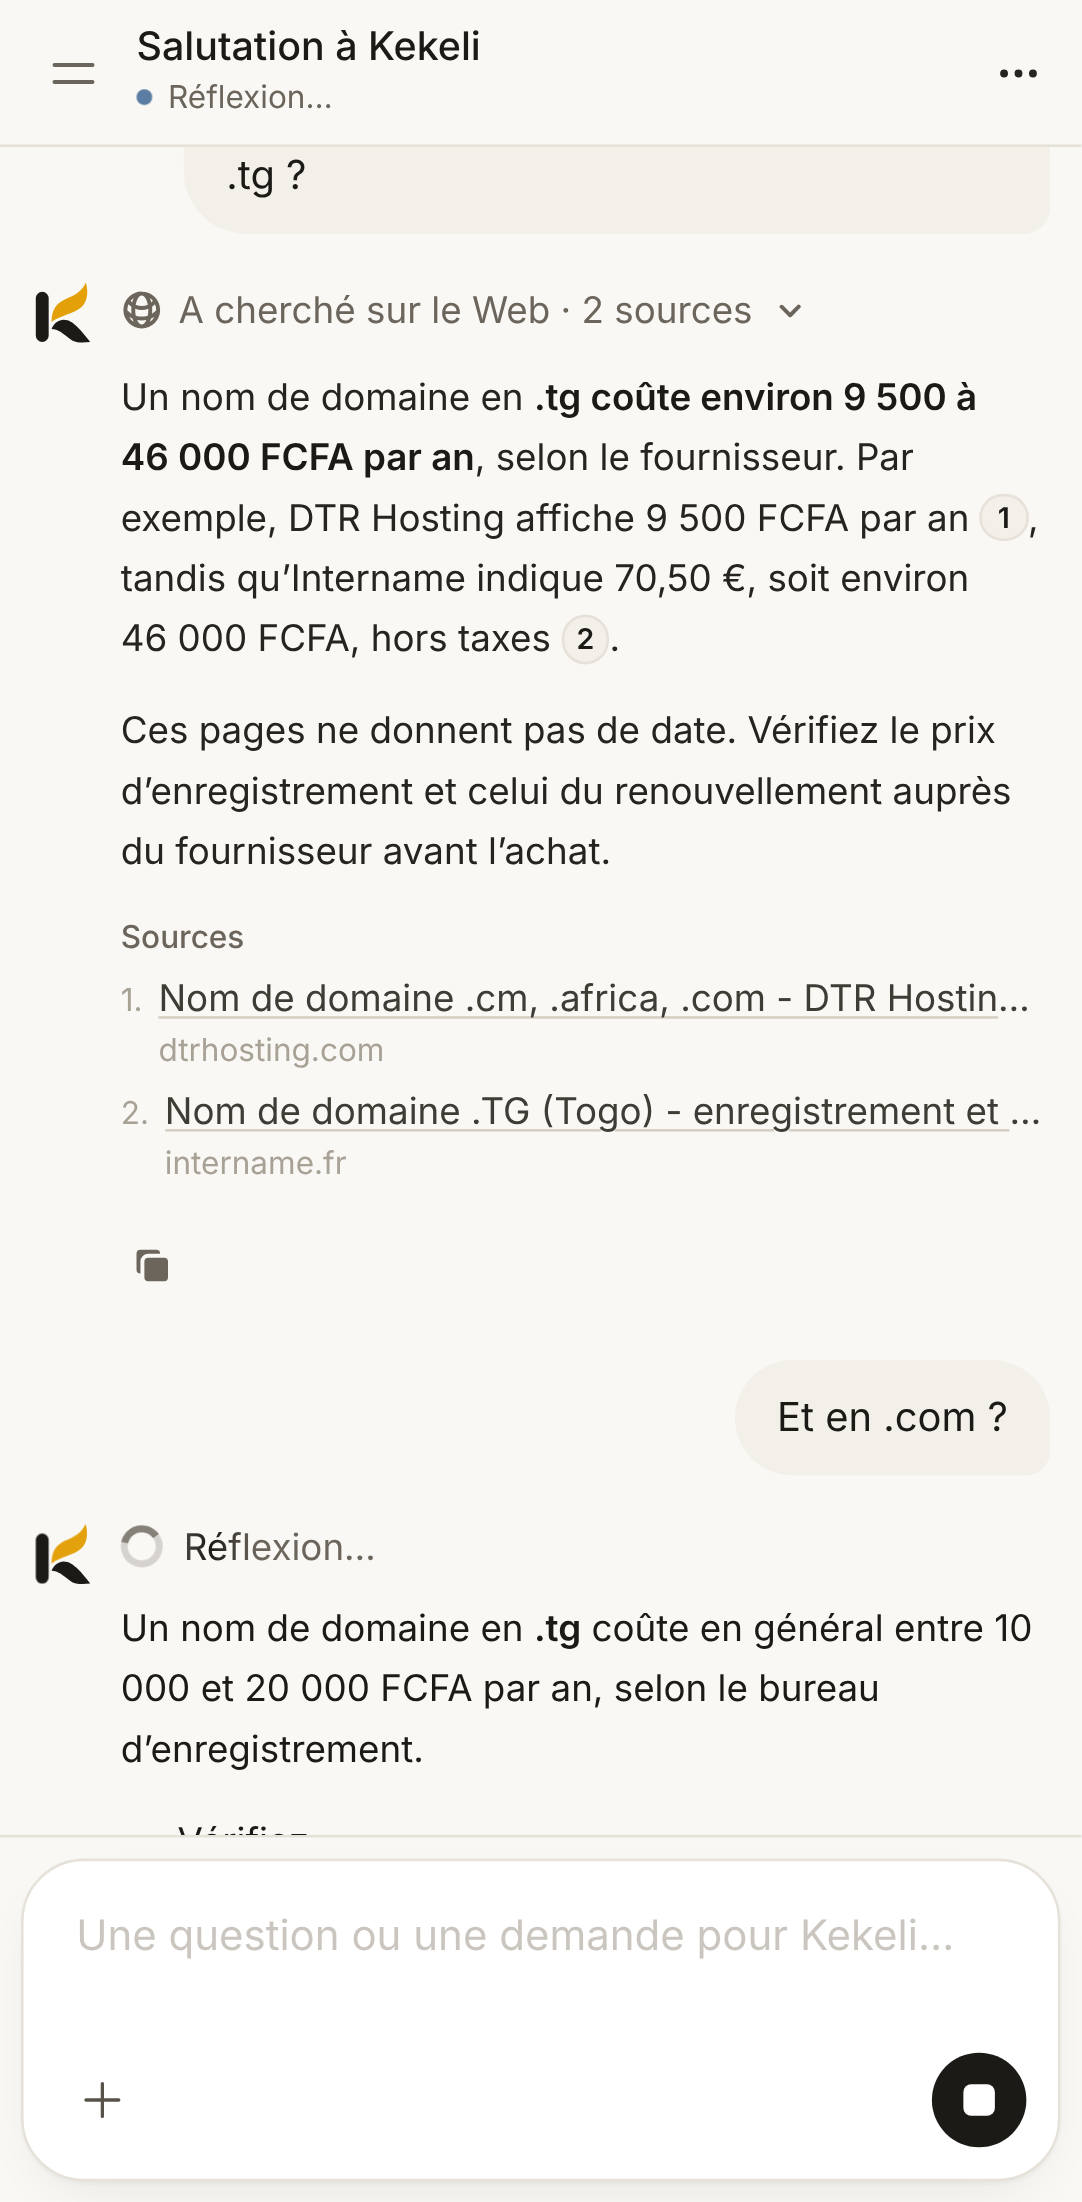 Salutation à Kekeli
Réflexion...
.tg ?
A cherché sur le Web · 2 sources
Un nom de domaine en .tg coûte environ 9 500 à
46 000 FCFA par an, selon le fournisseur. Par
exemple, DTR Hosting affiche 9 500 FCFA par an 1,
tandis qu’Intername indique 70,50 €, soit environ
46 000 FCFA, hors taxes 2.
Ces pages ne donnent pas de date. Vérifiez le prix
d’enregistrement et celui du renouvellement auprès
du fournisseur avant l’achat.
Sources
1. Nom de domaine .cm, .africa, .com - DTR Hostin...
dtrhosting.com
2. Nom de domaine .TG (Togo) - enregistrement et ...
intername.fr
Et en .com ?
Réflexion...
Un nom de domaine en .tg coûte en général entre 10
000 et 20 000 FCFA par an, selon le bureau
d’enregistrement.
Vérifiez
Une question ou une demande pour Kekeli...